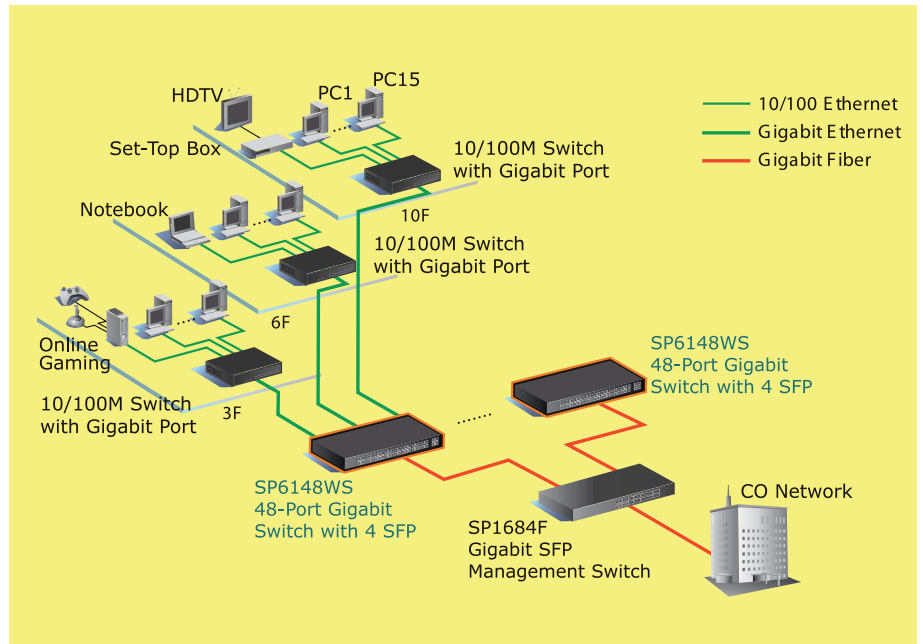 HDTV
PC1
PC15
Set-Top Box
10/100M Switch
with Gigabit Port
10F
10/100 Ethernet
Gigabit Ethernet
Gigabit Fiber
Notebook
10/100M Switch
with Gigabit Port
6F
Online
Gaming
10/100M Switch
with Gigabit Port
3F
SP6148WS
48-Port Gigabit
Switch with 4 SFP
SP6148WS
48-Port Gigabit
Switch with 4 SFP
SP1684F
Gigabit SFP
Management Switch
CO Network